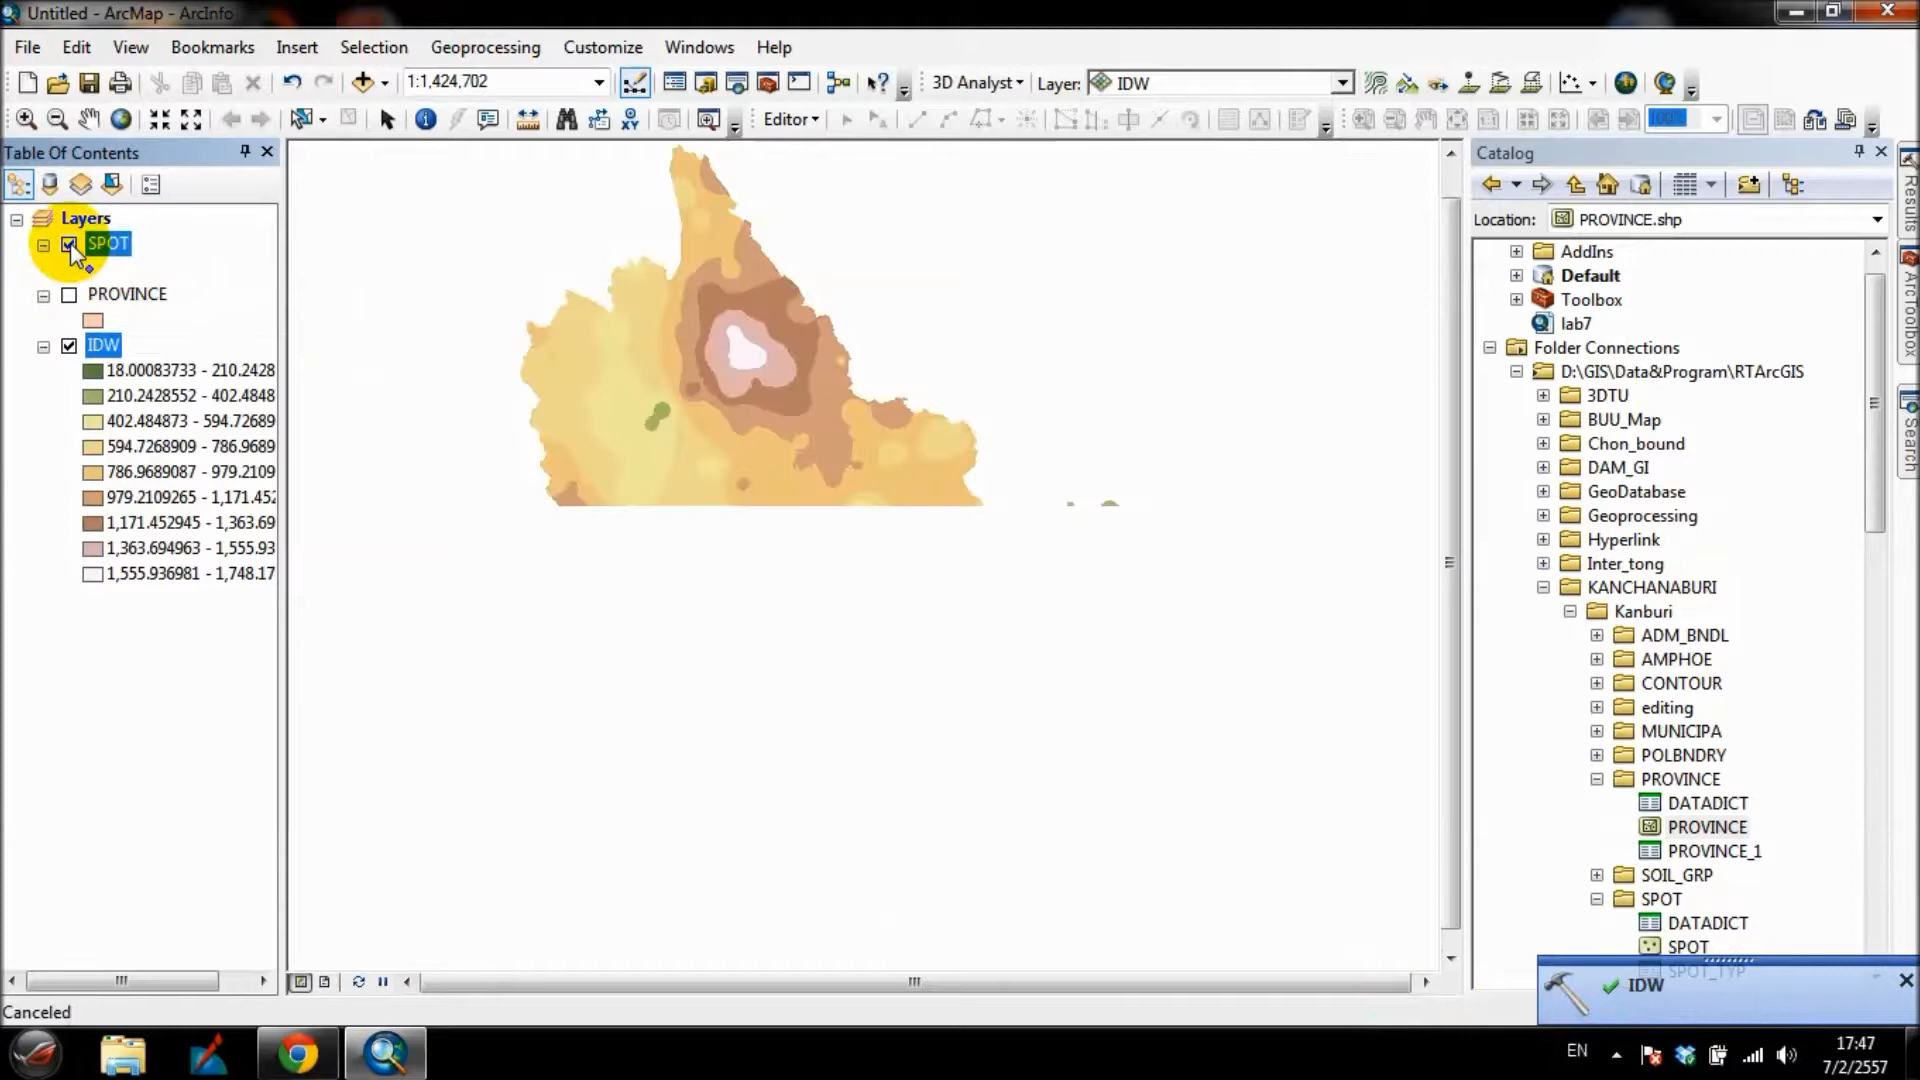 Untitled - ArcMap - ArcInfo
File Edit View Bookmarks Insert Selection Geoprocessing Customize Windows Help
1:1,424,702
3D Analyst
Layer:
IDW
Editor
100%
Table Of Contents
Layers
SPOT
PROVINCE
IDW
18.00083733 - 210.2428
210.2428552 - 402.4848
402.484873 - 594.72689
594.7268909 - 786.9689
786.9689087 - 979.2109
979.2109265 - 1,171.452
1,171.452945 - 1,363.69
1,363.694963 - 1,555.93
1,555.936981 - 1,748.17
Catalog
Location:
PROVINCE.shp
AddIns
Default
Toolbox
lab7
Folder Connections
D:\GIS\Data&Program\RTArcGIS
3DTU
BUU_Map
Chon_bound
DAM_GI
GeoDatabase
Geoprocessing
Hyperlink
Inter_tong
KANCHANABURI
Kanburi
ADM_BNDL
AMPHOE
CONTOUR
editing
MUNICIPA
POLBNDRY
PROVINCE
DATADICT
PROVINCE
PROVINCE_1
SOIL_GRP
SPOT
DATADICT
SPOT
SPOT_TYP
IDW
Results
ArcToolbox
Search
Canceled
EN
17:47
7/2/2557